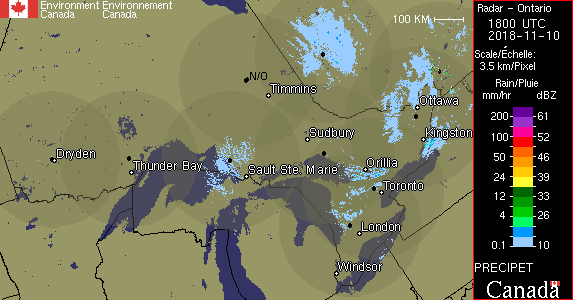 Environment Environnement
Canada Canada
100 KM
N/O
Timmins
Ottawa
Kingston
Sudbury
Dryden
Thunder Bay
Sault Ste. Marie
Orillia
Toronto
London
Windsor
Radar - Ontario
1800 UTC
2018-11-10
Scale/Échelle:
3.5 km/Pixel
Rain/Pluie
mm/hr dBZ
200 61
100 52
50 46
24 39
12 33
4 26
0.1 10
PRECIPET
Canada